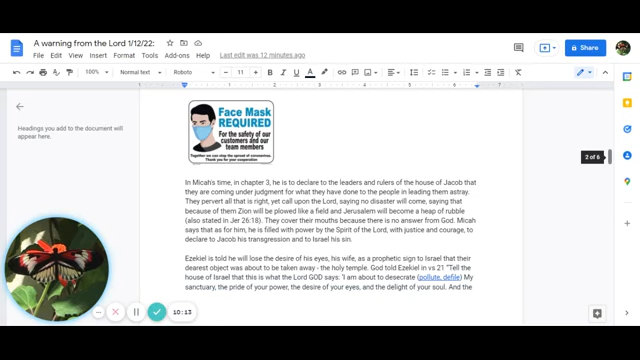 A warning from the Lord 1/12/22:
File Edit View Insert Format Tools Add-ons Help Last edit was 12 minutes ago
Share
100% Normal text Roboto 11 B I U A
Headings you add to the document will
appear here.
Face Mask
REQUIRED
For the safety of our
customers and our
team members
Together we can stop the spread of coronavirus.
Thank you for your cooperation
2 of 6
In Micah's time, in chapter 3, he is to declare to the leaders and rulers of the house of Jacob that
they are coming under judgment for what they have done to the people in leading them astray.
They pervert all that is right, yet call upon the Lord, saying no disaster will come, saying that
because of them Zion will be plowed like a field and Jerusalem will become a heap of rubble
(also stated in Jer 26:18). They cover their mouths because there is no answer from God. Micah
says that as for him, he is filled with power by the Spirit of the Lord, with justice and courage, to
declare to Jacob his transgression and to Israel his sin.
Ezekiel is told he will lose the desire of his eyes, his wife, as a prophetic sign to Israel that their
dearest object was about to be taken away - the holy temple. God told Ezekiel in vs 21 "Tell the
house of Israel that this is what the Lord GOD says: 'I am about to desecrate (pollute, defile) My
sanctuary, the pride of your power, the desire of your eyes, and the delight of your soul. And the
10:13